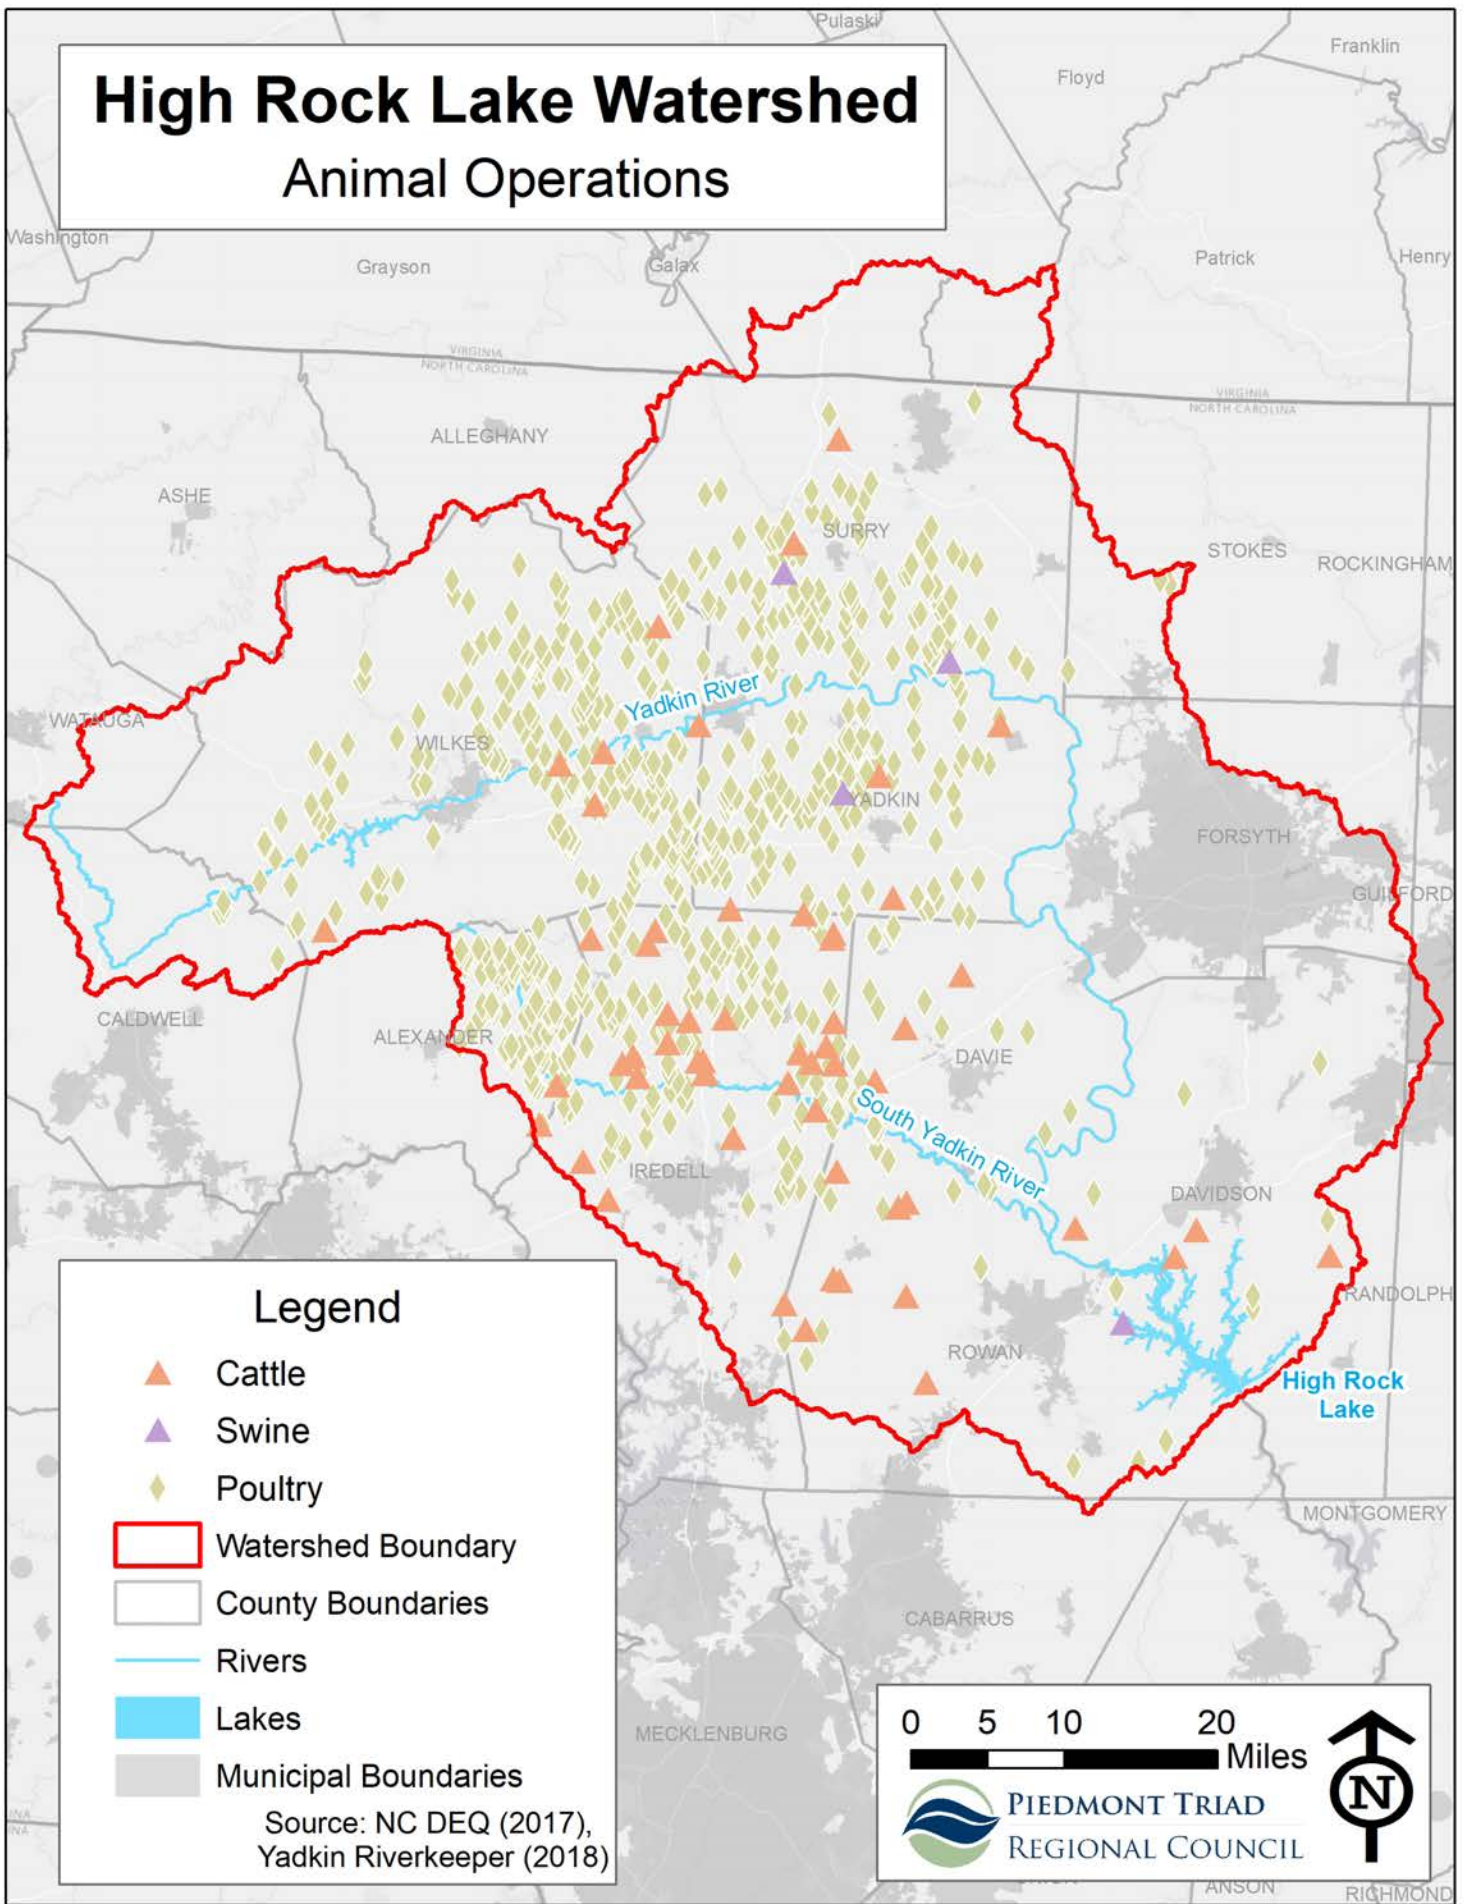 Pulaski
Franklin
Floyd
High Rock Lake Watershed
Animal Operations
Washington
Grayson
Galax
Patrick
Henry
VIRGINIA
NORTH CAROLINA
VIRGINIA
NORTH CAROLINA
ALLEGHANY
ASHE
SURRY
STOKES
ROCKINGHAM
Yadkin River
WATAUGA
WILKES
YADKIN
FORSYTH
GUILFORD
CALDWELL
ALEXANDER
DAVIE
South Yadkin River
IREDELL
DAVIDSON
RANDOLPH
ROWAN
High Rock
Lake
Legend
Cattle
Swine
Poultry
Watershed Boundary
County Boundaries
Rivers
Lakes
Municipal Boundaries
Source: NC DEQ (2017),
Yadkin Riverkeeper (2018)
MONTGOMERY
CABARRUS
MECKLENBURG
0 5 10 20
Miles
N
PIEDMONT TRIAD
REGIONAL COUNCIL
ANSON
RICHMOND